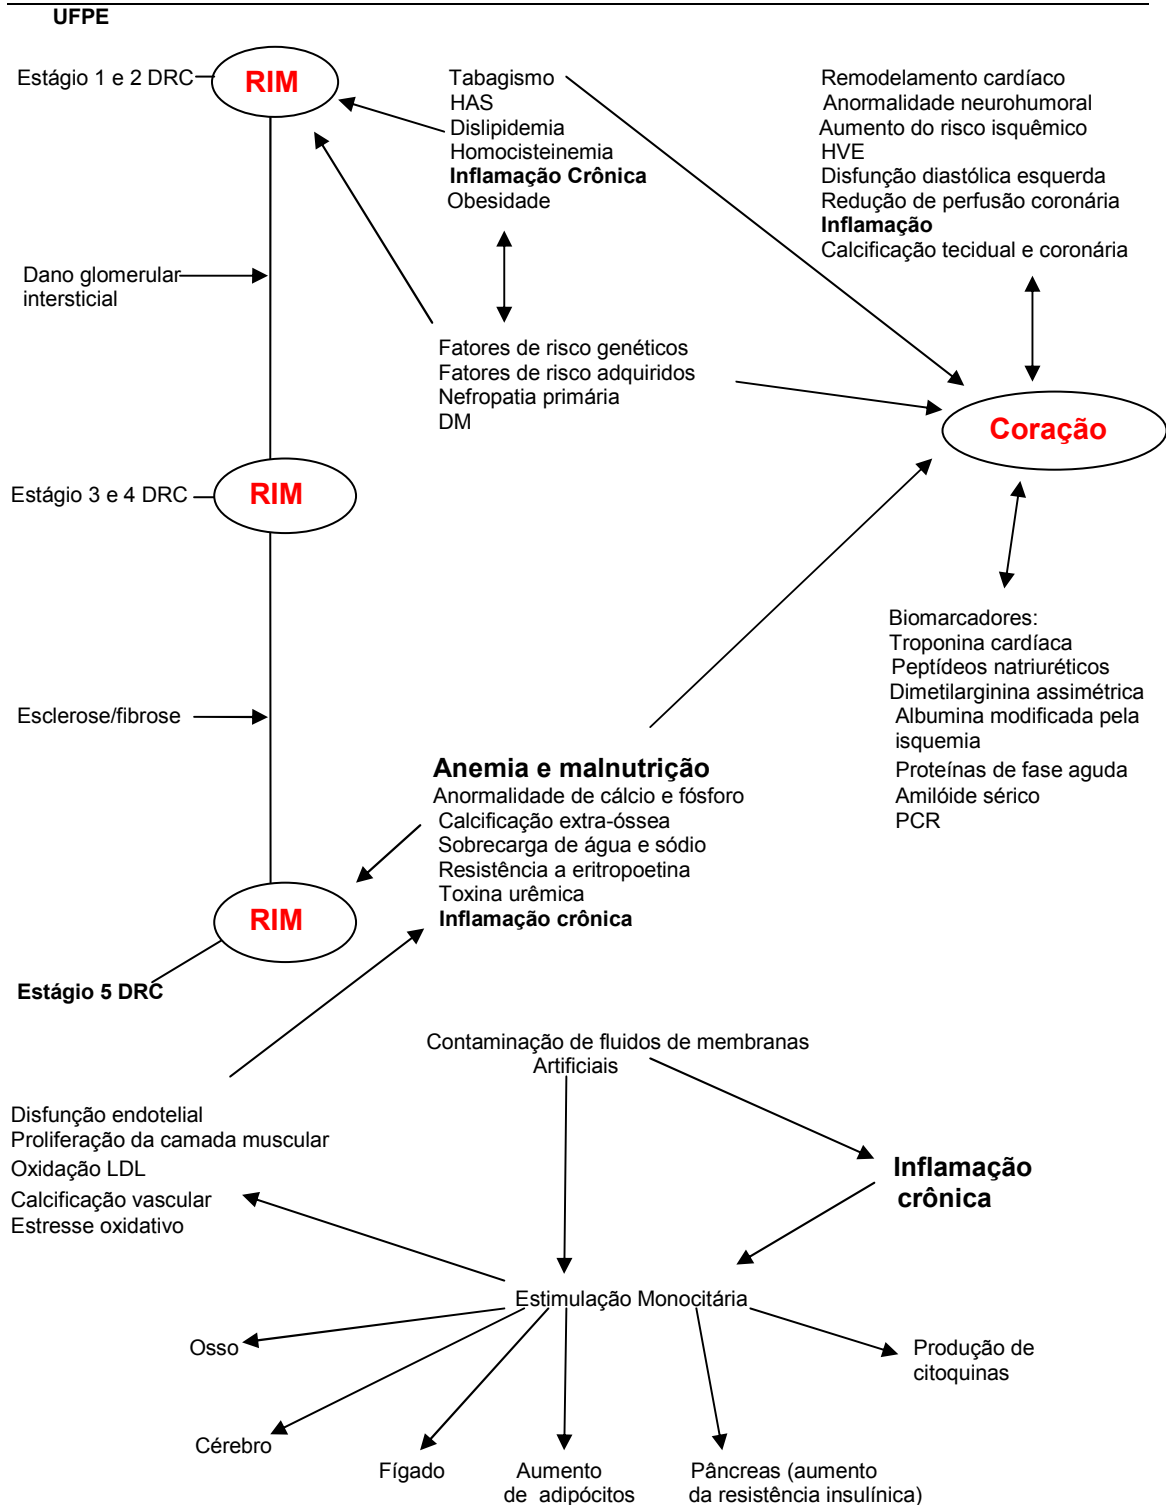 UFPE
Estágio 1 e 2 DRC
RIM
Tabagismo
HAS
Dislipidemia
Homocisteinemia
Inflamação Crônica
Obesidade
Remodelamento cardíaco
Anormalidade neurohumoral
Aumento do risco isquêmico
HVE
Disfunção diastólica esquerda
Redução de perfusão coronária
Inflamação
Calcificação tecidual e coronária
Dano glomerular
intersticial
Fatores de risco genéticos
Fatores de risco adquiridos
Nefropatia primária
DM
Coração
Estágio 3 e 4 DRC
RIM
Biomarcadores:
Troponina cardíaca
Peptídeos natriuréticos
Dimetilarginina assimétrica
Albumina modificada pela
isquemia
Proteínas de fase aguda
Amilóide sérico
PCR
Esclerose/fibrose
Anemia e malnutrição
Anormalidade de cálcio e fósforo
Calcificação extra-óssea
Sobrecarga de água e sódio
Resistência a eritropoetina
Toxina urêmica
Inflamação crônica
RIM
Estágio 5 DRC
Contaminação de fluidos de membranas
Artificiais
Disfunção endotelial
Proliferação da camada muscular
Oxidação LDL
Calcificação vascular
Estresse oxidativo
Inflamação
crônica
Estimulação Monocitária
Osso
Produção de
citoquinas
Cérebro
Fígado
Aumento
de adipócitos
Pâncreas (aumento
da resistência insulínica)